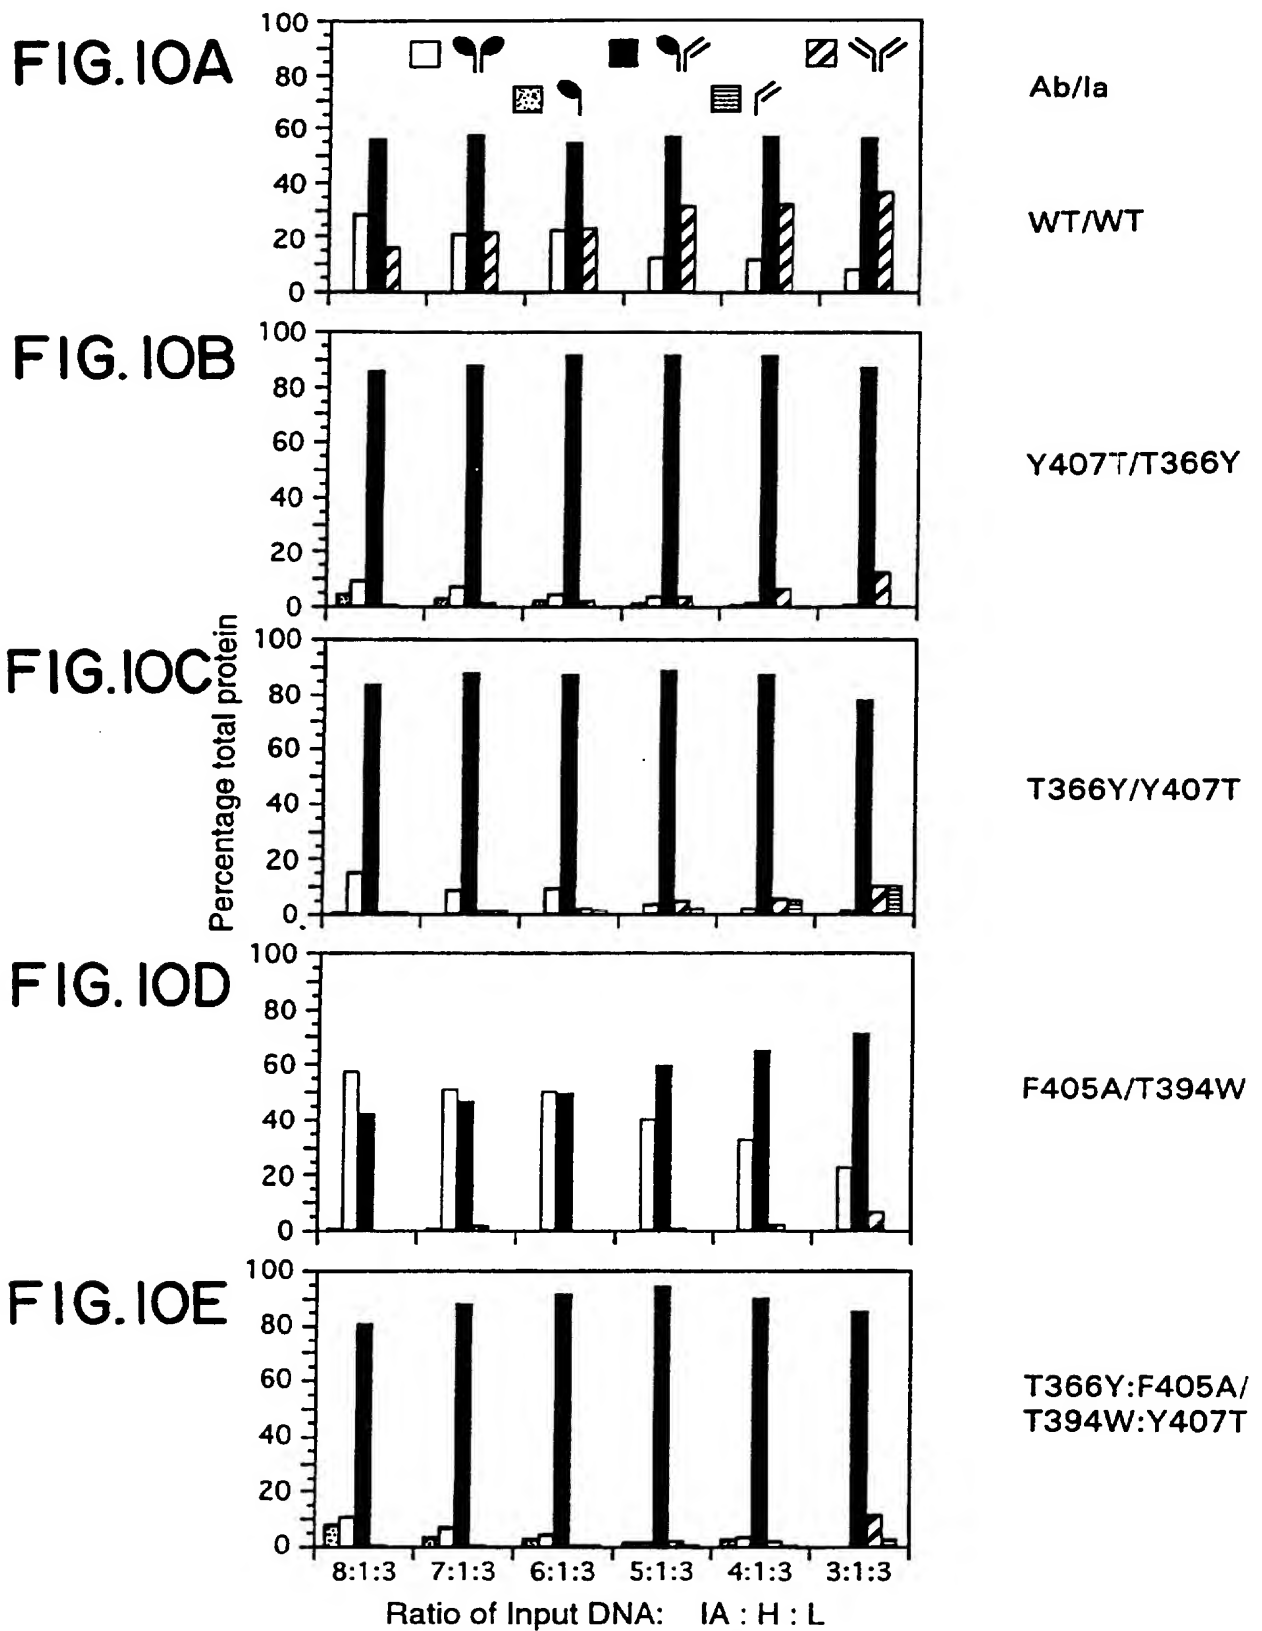 FIG.10A
100
80
60
40
20
0
Ab/Ia
WT/WT
FIG.10B
100
80
60
40
20
0
Y407T/T366Y
FIG.10C
Percentage total protein
100
80
60
40
20
0
T366Y/Y407T
FIG.10D
100
80
60
40
20
0
F405A/T394W
FIG.10E
100
80
60
40
20
0
T366Y:F405A/
T394W:Y407T
8:1:3 7:1:3 6:1:3 5:1:3 4:1:3 3:1:3
Ratio of Input DNA: IA : H : L